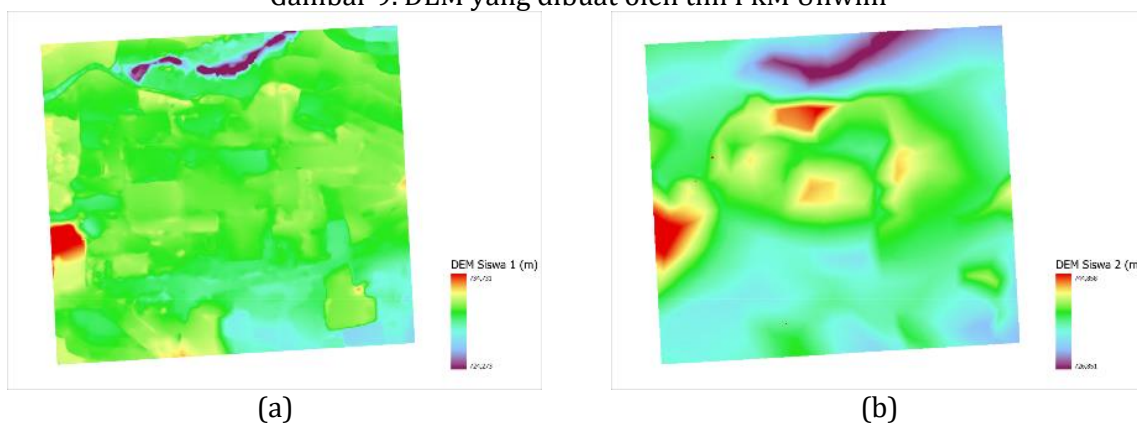 Gambar 9. DEM yang dibuat oleh tim PkM Unwim
DEM Siswa 1 (m)
DEM Siswa 2 (m)
(a)
(b)